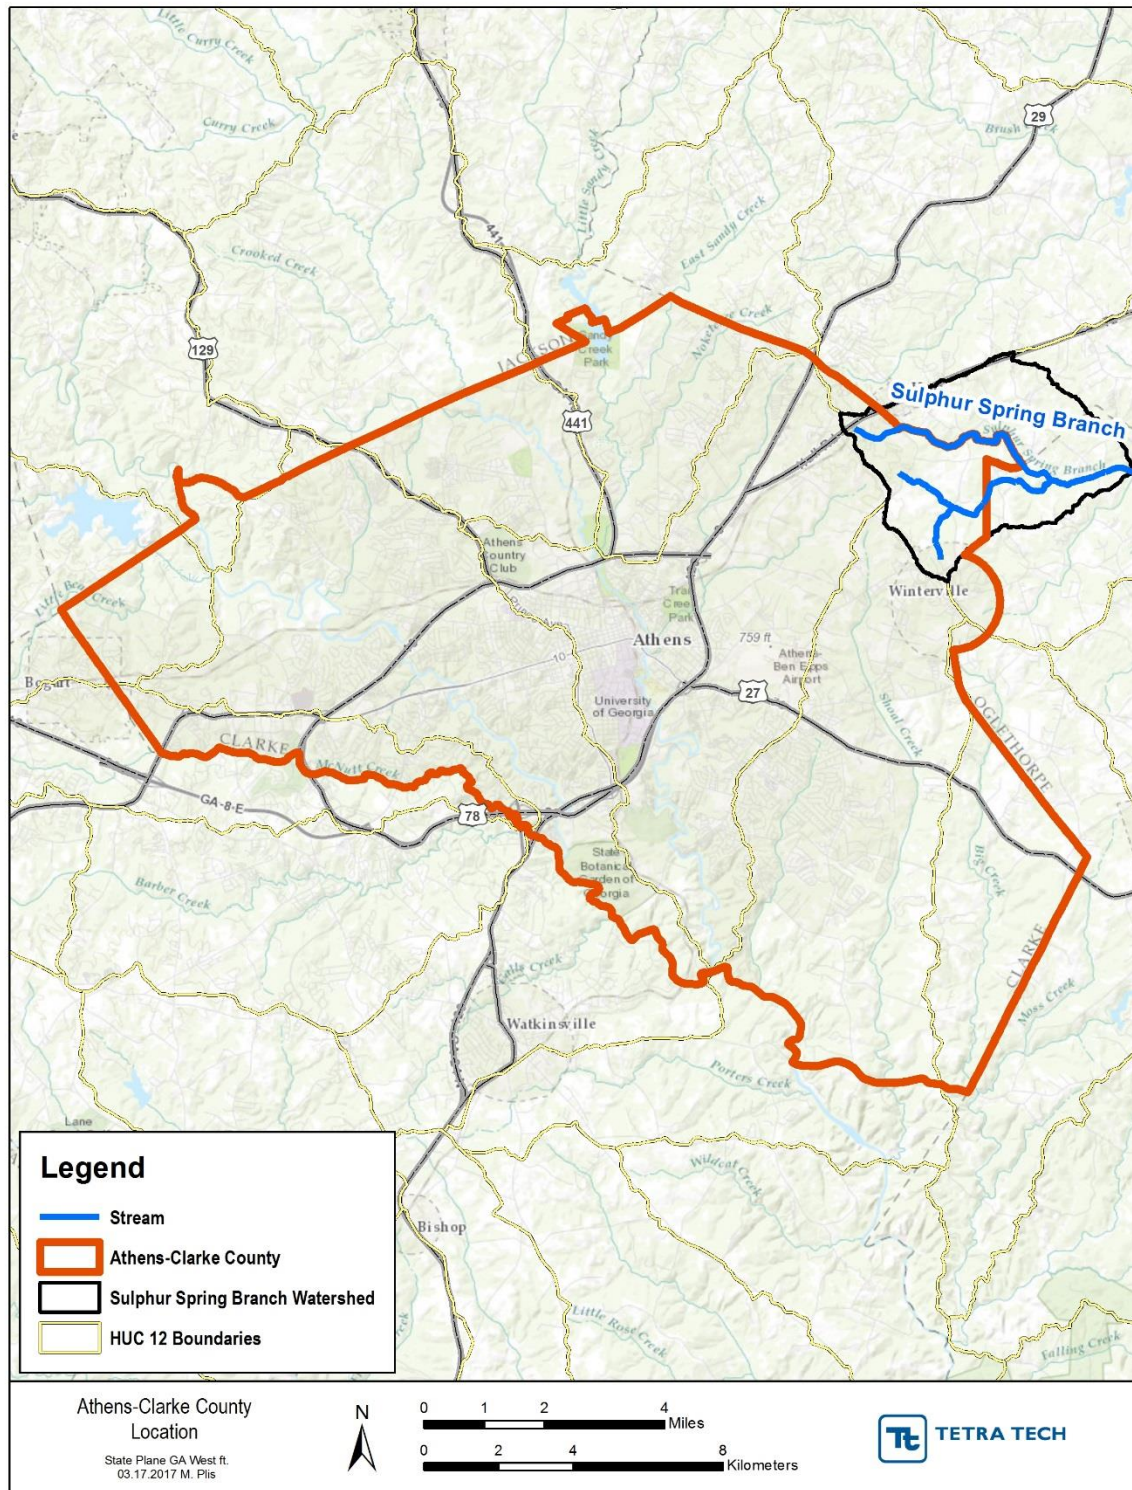 Little Curry Creek
Curry Creek
29
Brush
Little Sandy Creek
441
East Sandy Creek
Crooked Creek
129
JACKSON
Sandy
Creek
Park
Noketchee Creek
441
Sulphur Spring Branch
Sulphur Spring Branch
Athens
Country
Club
Trail
Creek
Park
Winterville
Little Bear Creek
Athens
759 ft
Athens-
Ben Epps
Airport
10
Bogart
University
of Georgia
27
Shoal Creek
OGLETHORPE
CLARKE
McNutt Creek
GA-8-E
78
State
Botanical
Garden of
Georgia
Big Creek
Barber Creek
CLARKE
Moss Creek
Calls Creek
Watkinsville
Porters Creek
Lane
Wildcat Creek
Bishop
Little Rose Creek
Falling Creek
Legend
Stream
Athens-Clarke County
Sulphur Spring Branch Watershed
HUC 12 Boundaries
Athens-Clarke County
Location
State Plane GA West ft.
03.17.2017 M. Plis
N
0 1 2 4
Miles
0 2 4 8
Kilometers
Tt TETRA TECH